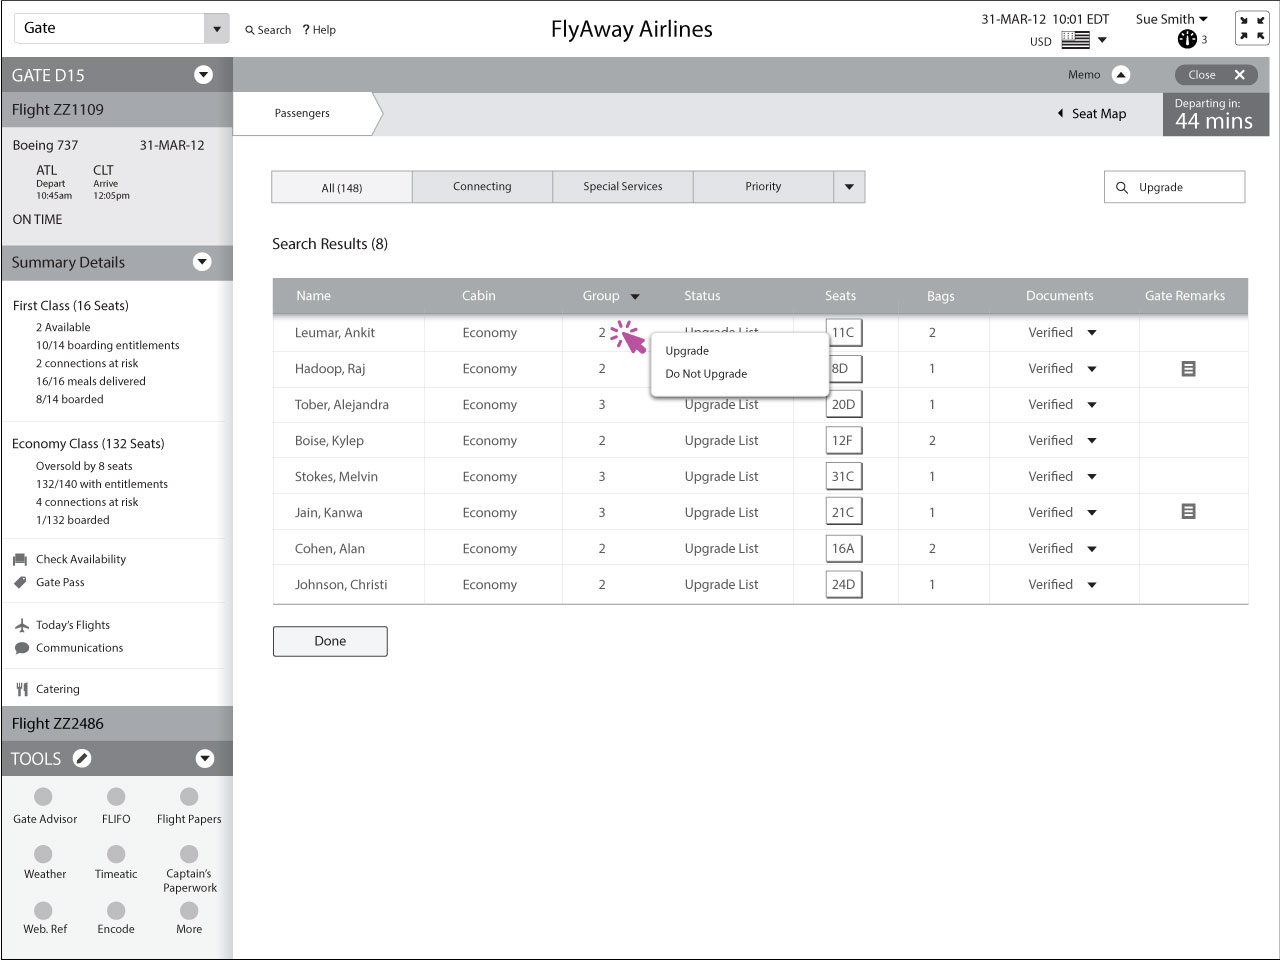 Gate
Search
? Help
FlyAway Airlines
31-MAR-12 10:01 EDT
Sue Smith
USD
3
GATE D15
Memo
Close X
Flight ZZ1109
Passengers
Seat Map
Departing in:
44 mins
Boeing 737 31-MAR-12
ATL CLT
Depart Arrive
10:45am 12:05pm
ON TIME
Summary Details
First Class (16 Seats)
2 Available
10/14 boarding entitlements
2 connections at risk
16/16 meals delivered
8/14 boarded
Economy Class (132 Seats)
Oversold by 8 seats
132/140 with entitlements
4 connections at risk
1/132 boarded
Check Availability
Gate Pass
Today's Flights
Communications
Catering
Flight ZZ2486
TOOLS
Gate Advisor FLIFO Flight Papers
Weather Timeatic Captain's
Paperwork
Web. Ref Encode More
All (148) Connecting Special Services Priority
Upgrade
Search Results (8)
Name Cabin Group Status Seats Bags Documents Gate Remarks
Leumar, Ankit Economy 2 Upgrade List 11C 2 Verified
Upgrade
Do Not Upgrade
Hadoop, Raj Economy 2 8D 1 Verified
Tober, Alejandra Economy 3 Upgrade List 20D 1 Verified
Boise, Kylep Economy 2 Upgrade List 12F 2 Verified
Stokes, Melvin Economy 3 Upgrade List 31C 1 Verified
Jain, Kanwa Economy 3 Upgrade List 21C 1 Verified
Cohen, Alan Economy 2 Upgrade List 16A 2 Verified
Johnson, Christi Economy 2 Upgrade List 24D 1 Verified
Done